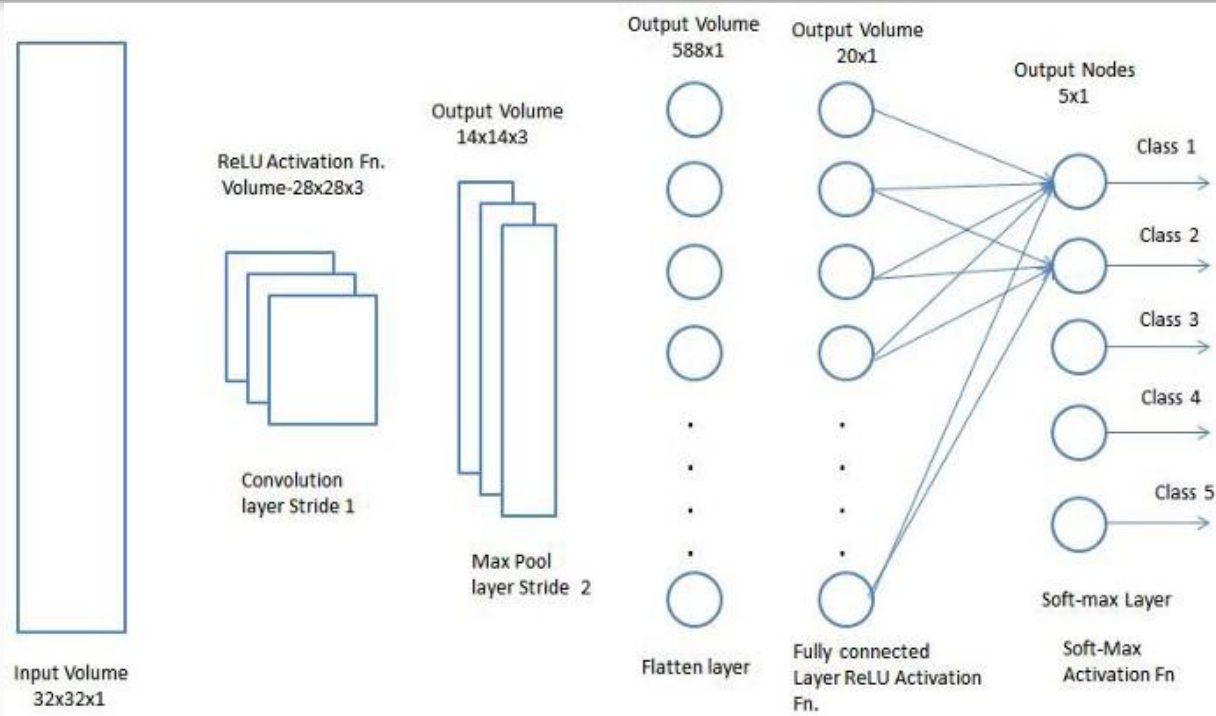 Input Volume
32x32x1
ReLU Activation Fn.
Volume-28x28x3
Convolution
layer Stride 1
Output Volume
14x14x3
Max Pool
layer Stride 2
Output Volume
588x1
Flatten layer
Output Volume
20x1
Fully connected
Layer ReLU Activation
Fn.
Output Nodes
5x1
Class 1
Class 2
Class 3
Class 4
Class 5
Soft-max Layer
Soft-Max
Activation Fn